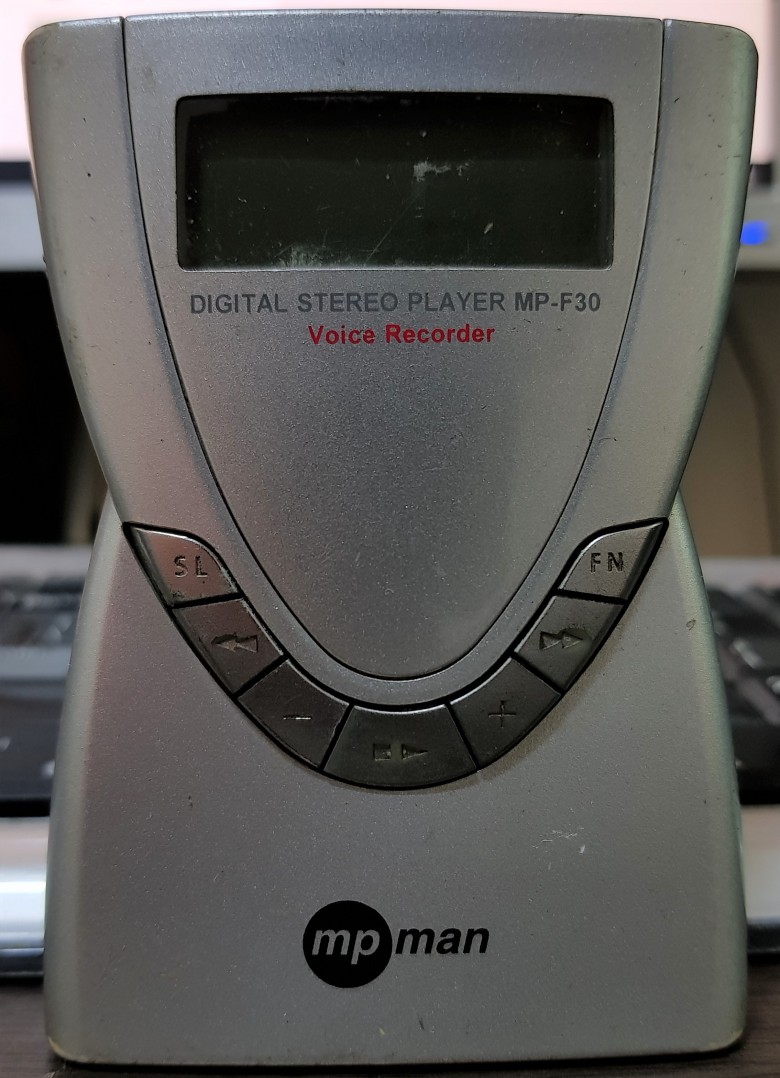 DIGITAL STEREO PLAYER MP-F30
Voice Recorder
SL
FN
mpman